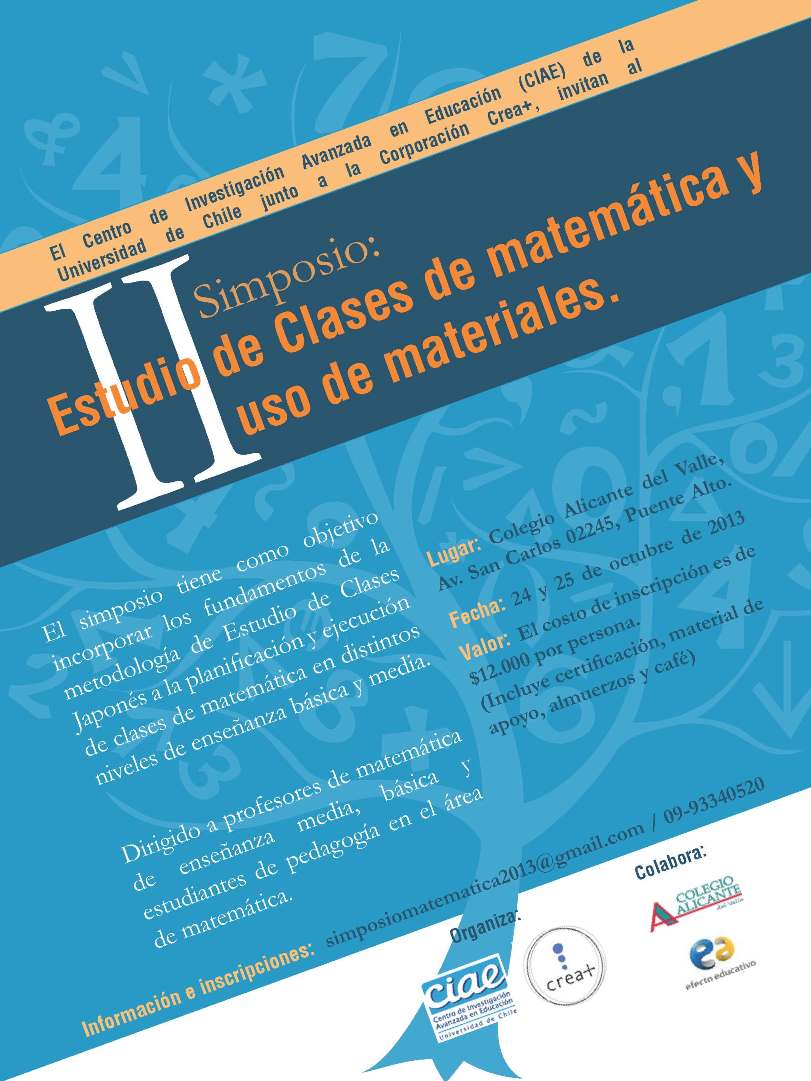 El Centro de Investigación Avanzada en Educación (CIAE) de la
Universidad de Chile junto a la Corporación Crea+, invitan al
II
Simposio:
Estudio de Clases de matemática y
uso de materiales.
El simposio tiene como objetivo
incorporar los fundamentos de la
metodología de Estudio de Clases
Japonés a la planificación y ejecución
de clases de matemática en distintos
niveles de enseñanza básica y media.
Dirigido a profesores de matemática
de enseñanza media, básica y
estudiantes de pedagogía en el área
de matemática.
Lugar: Colegio Alicante del Valle,
Av. San Carlos 02245, Puente Alto.
Fecha: 24 y 25 de octubre de 2013
Valor: El costo de inscripción es de
$12.000 por persona.
(Incluye certificación, material de
apoyo, almuerzos y café)
Información e inscripciones: simposiomatematica2013@gmail.com / 09-93340520
Organiza:
ciae
Centro de Investigación
Avanzada en Educación
Universidad de Chile
crea+
Colabora:
COLEGIO
ALICANTE
del Valle
ea
efecto educativo